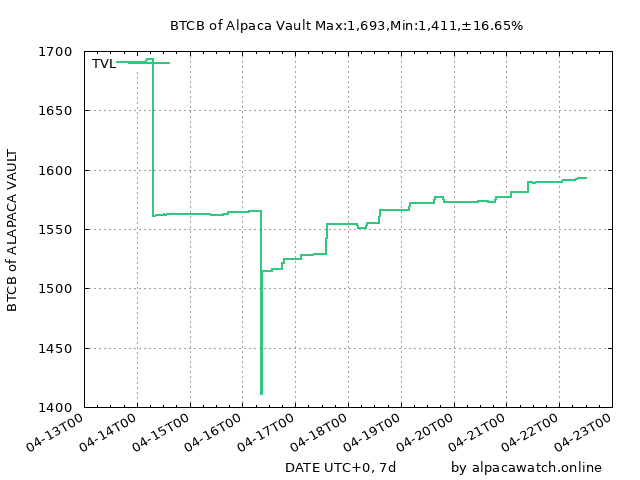 BTCB of Alpaca Vault Max:1,693,Min:1,411,±16.65%
TVL
1700
1650
1600
1550
1500
1450
1400
BTCB of ALAPACA VAULT
04-13T00
04-14T00
04-15T00
04-16T00
04-17T00
04-18T00
04-19T00
04-20T00
04-21T00
04-22T00
04-23T00
DATE UTC+0, 7d
by alpacawatch.online